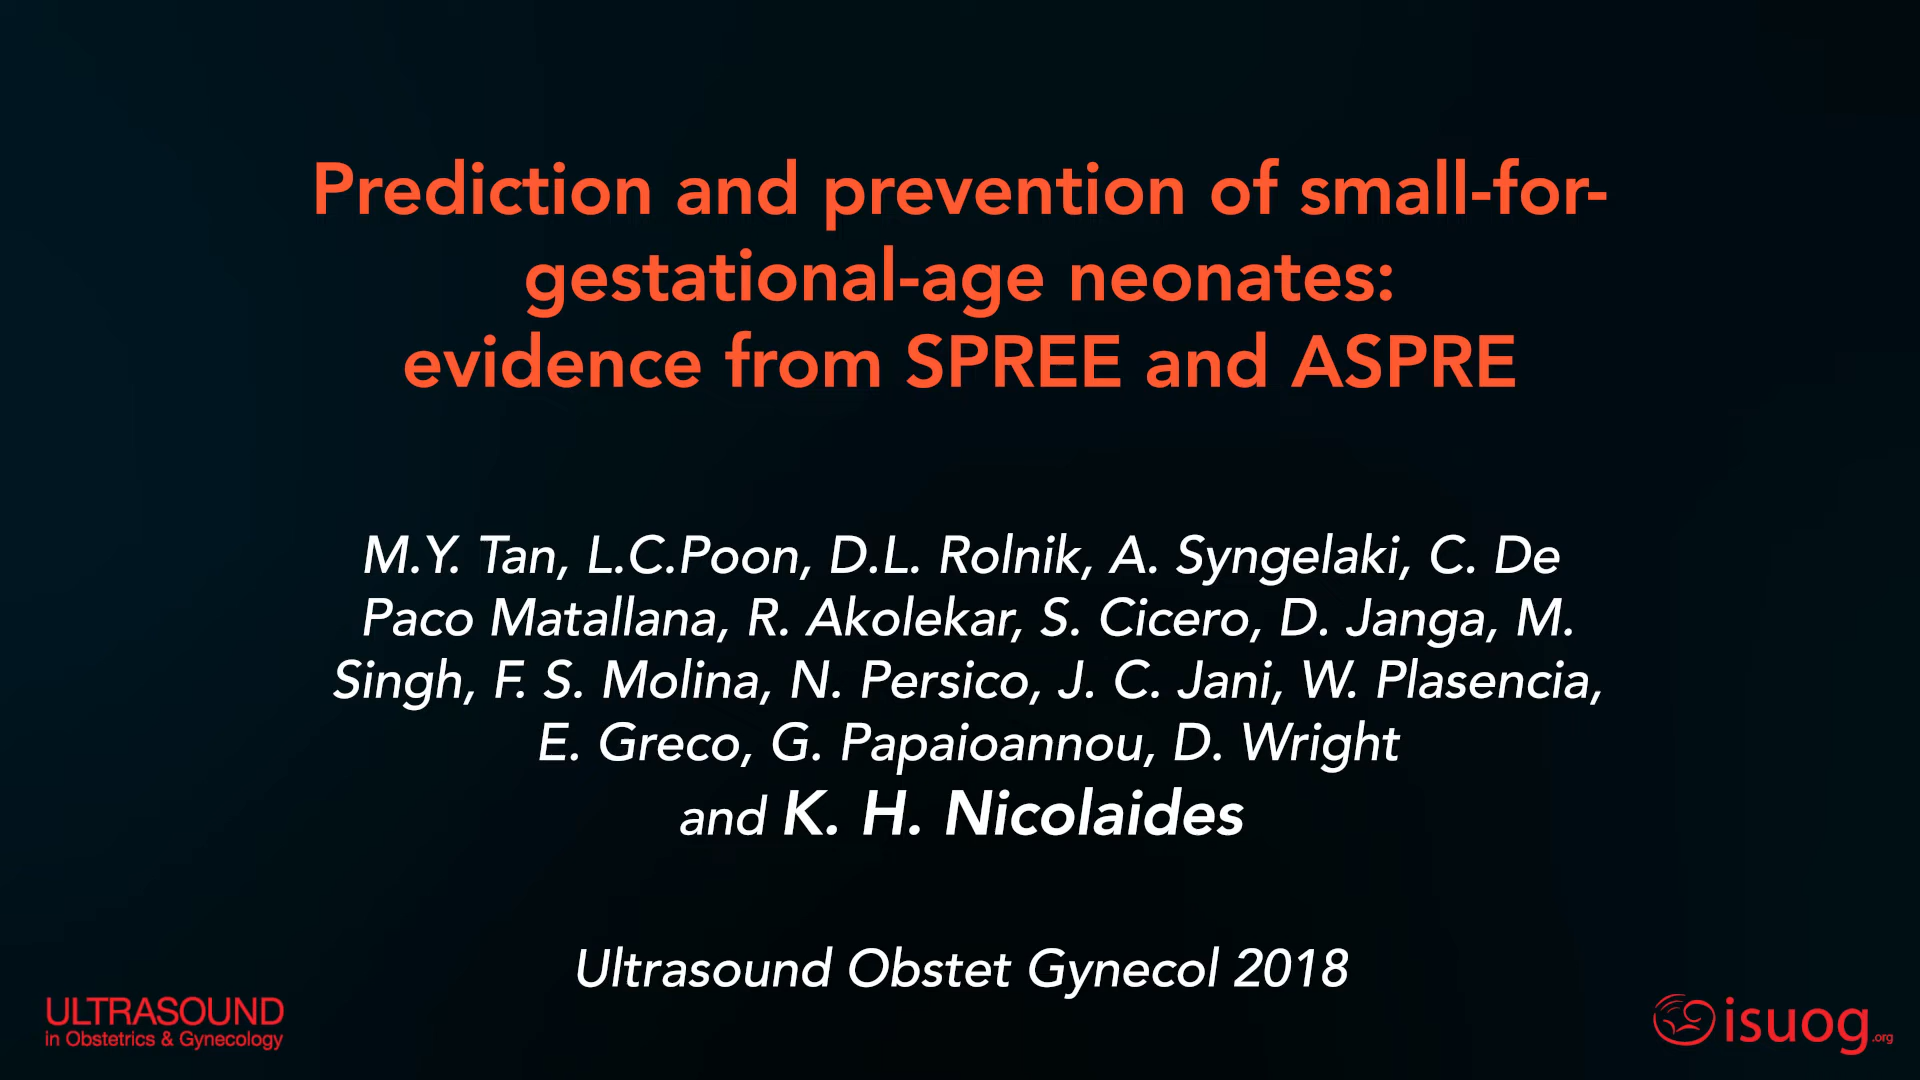 Prediction and prevention of small-for-
gestational-age neonates:
evidence from SPREE and ASPRE
M.Y. Tan, L.C.Poon, D.L. Rolnik, A. Syngelaki, C. De
Paco Matallana, R. Akolekar, S. Cicero, D. Janga, M.
Singh, F. S. Molina, N. Persico, J. C. Jani, W. Plasencia,
E. Greco, G. Papaioannou, D. Wright
and K. H. Nicolaides
Ultrasound Obstet Gynecol 2018
ULTRASOUND
in Obstetrics & Gynecology
isuog.org